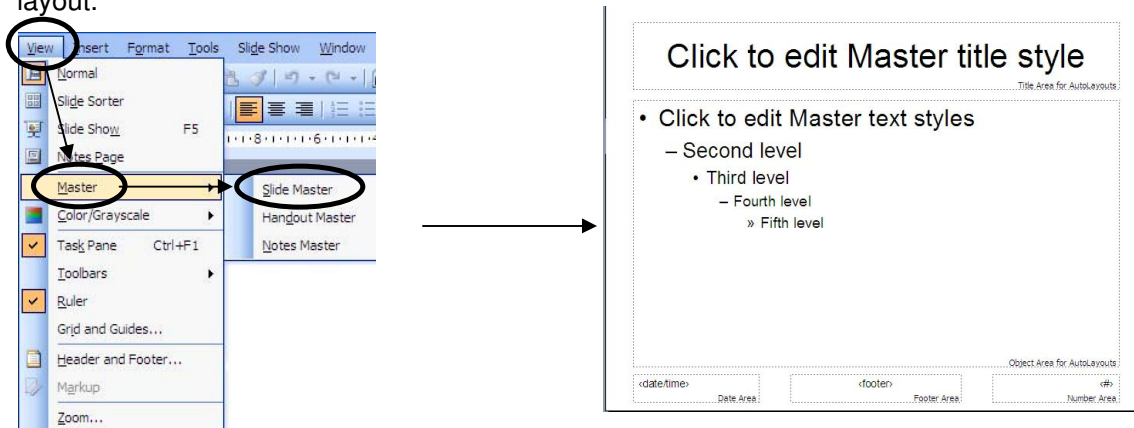 layout.
View Insert Format Tools Slide Show Window
Normal
Slide Sorter
Slide Show F5
Notes Page
Master
Color/Grayscale
Task Pane Ctrl+F1
Toolbars
Ruler
Grid and Guides...
Header and Footer...
Markup
Zoom...
8 6
Slide Master
Handout Master
Notes Master
Click to edit Master title style
Title Area for AutoLayouts
• Click to edit Master text styles
– Second level
• Third level
– Fourth level
» Fifth level
Object Area for AutoLayouts
<date/time> <footer> <#>
Date Area Footer Area Number Area